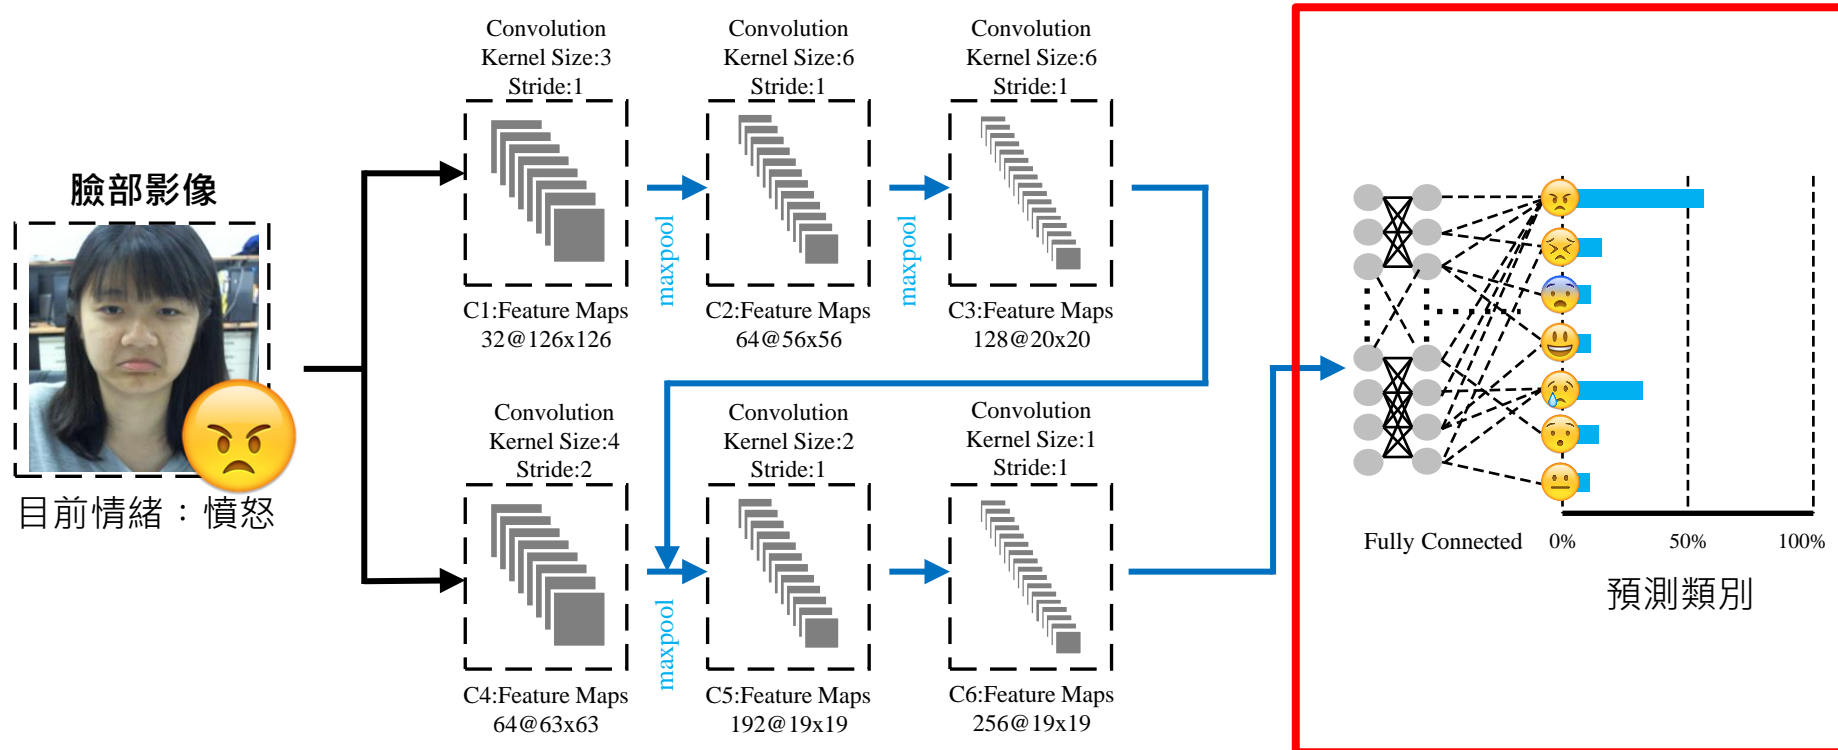 臉部影像
目前情緒：憤怒
Convolution
Kernel Size:3
Stride:1
C1:Feature Maps
32@126x126
maxpool
Convolution
Kernel Size:6
Stride:1
C2:Feature Maps
64@56x56
maxpool
Convolution
Kernel Size:6
Stride:1
C3:Feature Maps
128@20x20
Convolution
Kernel Size:4
Stride:2
C4:Feature Maps
64@63x63
maxpool
Convolution
Kernel Size:2
Stride:1
C5:Feature Maps
192@19x19
Convolution
Kernel Size:1
Stride:1
C6:Feature Maps
256@19x19
Fully Connected
0%
50%
100%
預測類別